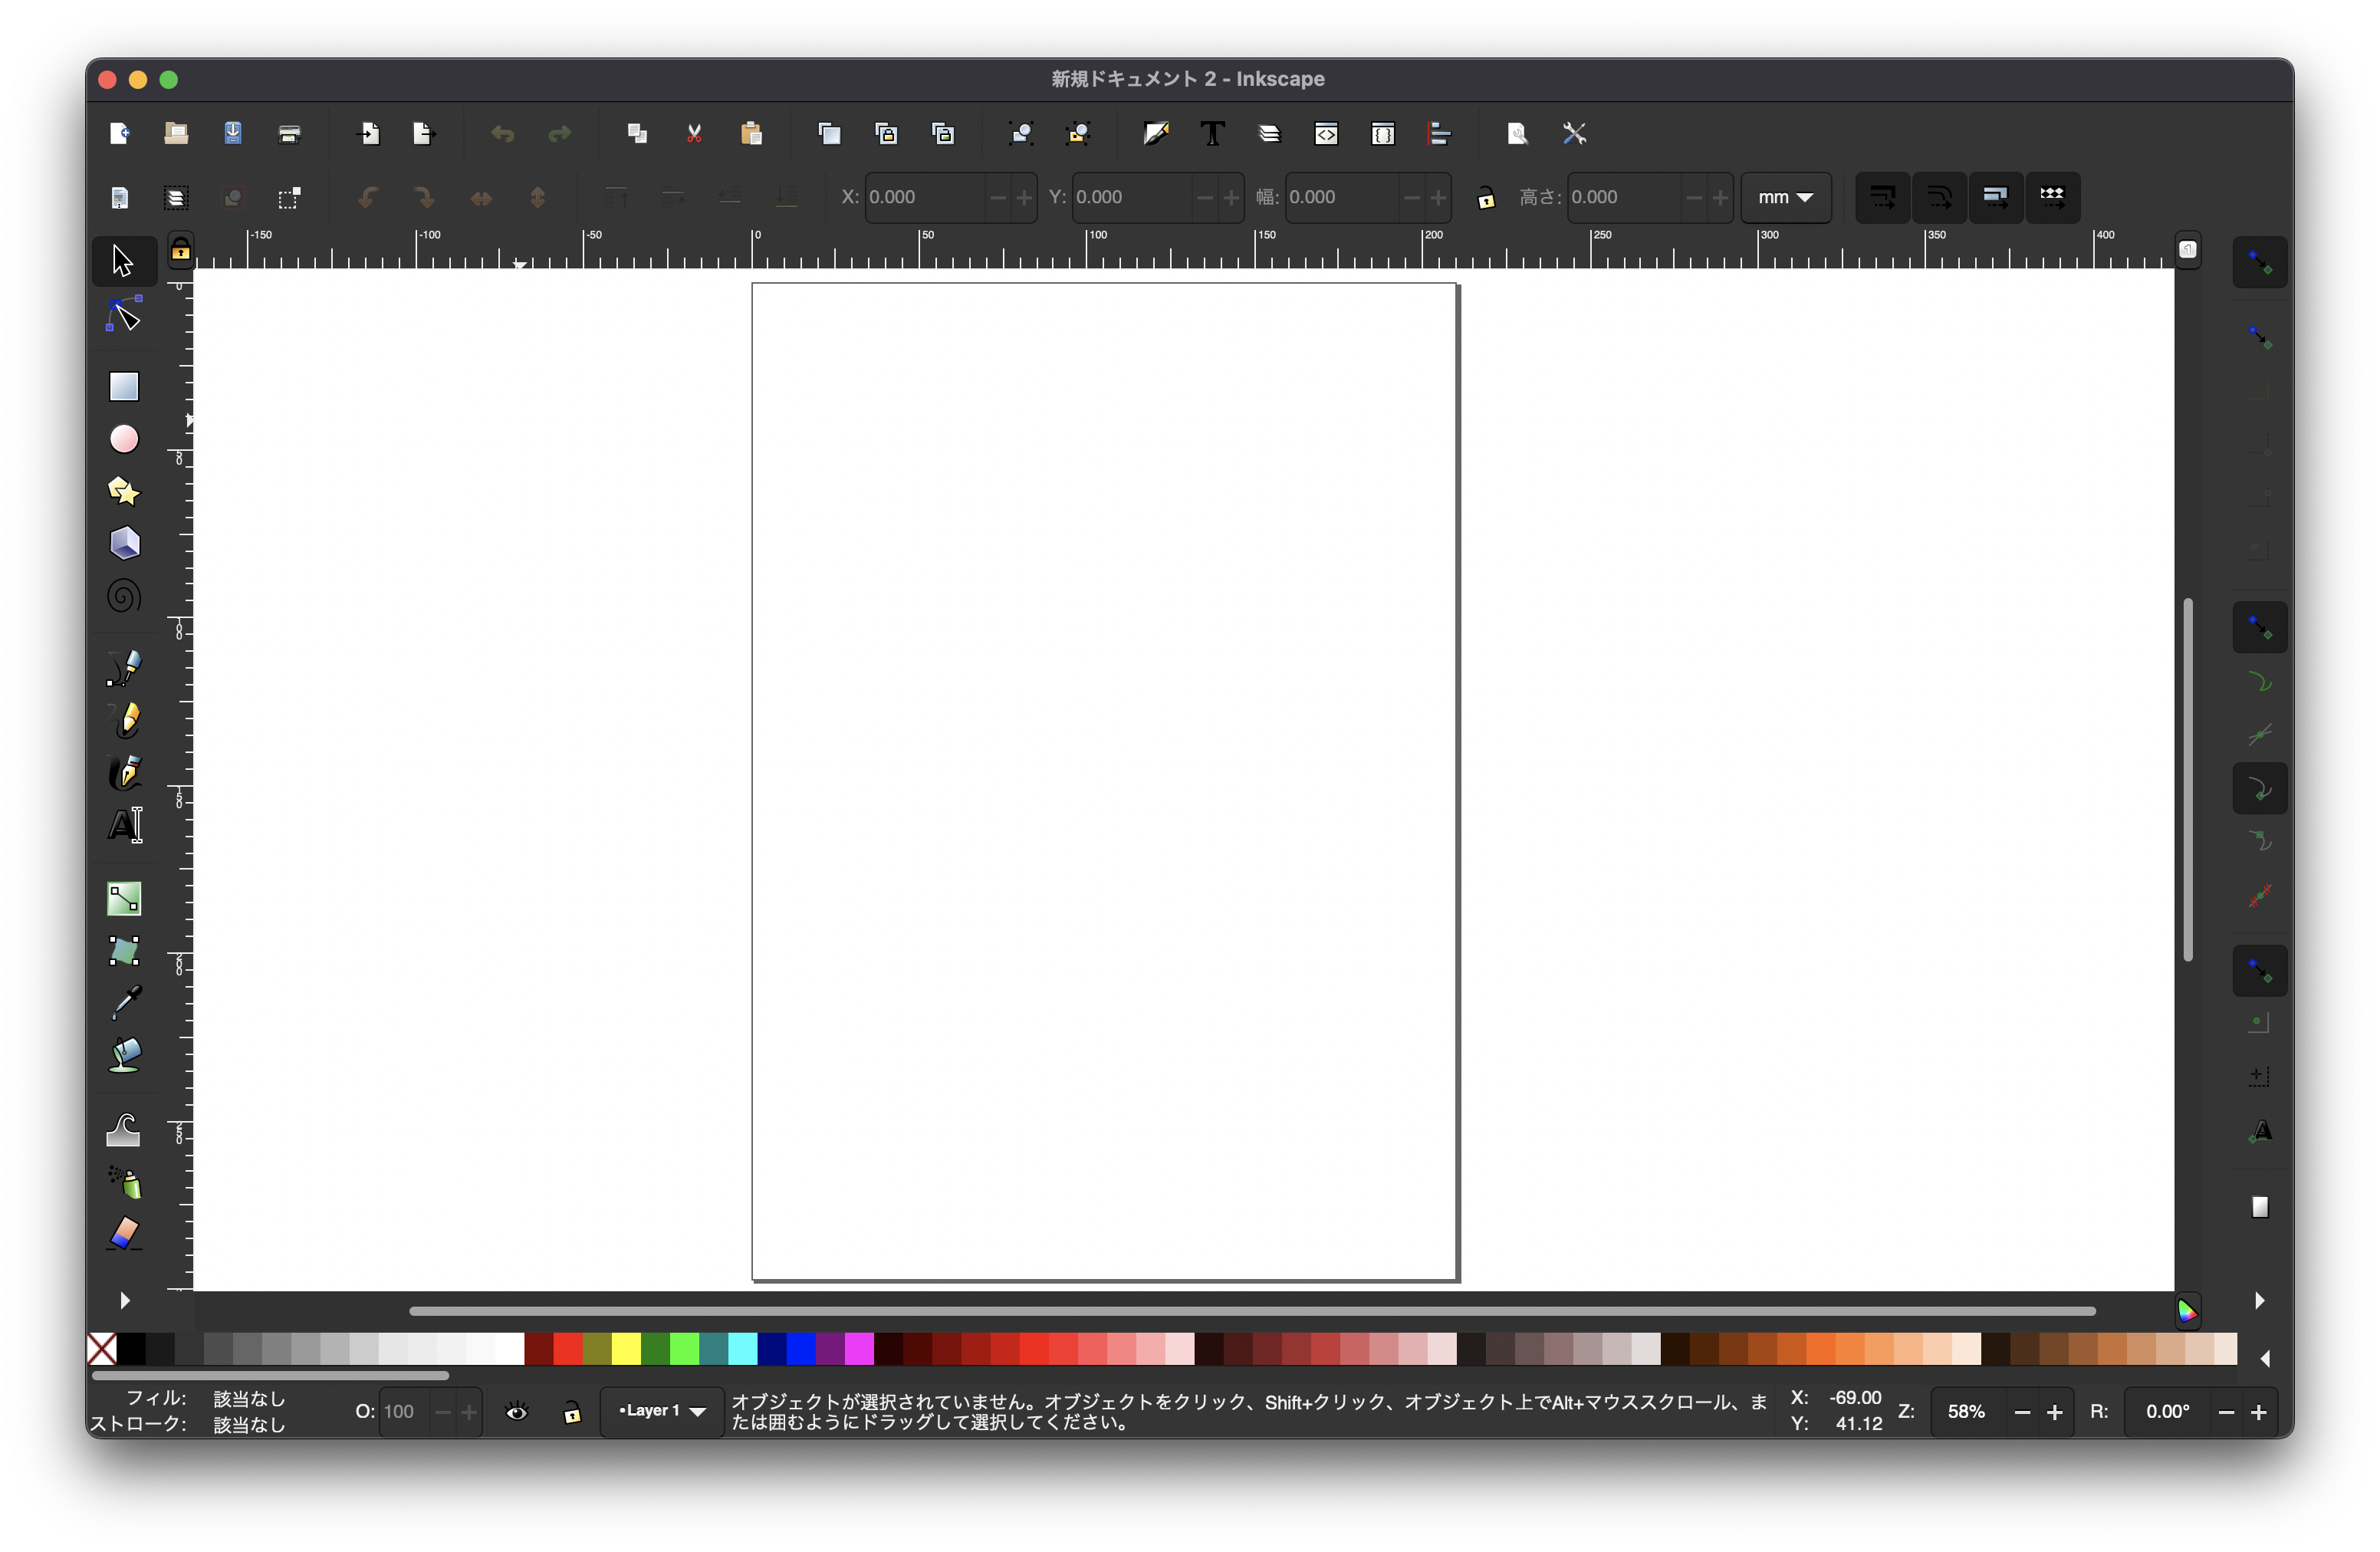 新規ドキュメント 2 - Inkscape
X: 0.000 Y: 0.000 幅: 0.000 高さ: 0.000 mm
-150 -100 -50 0 50 100 150 200 250 300 350 400
0
50
100
150
200
250
フィル: 該当なし
ストローク: 該当なし
O: 100
•Layer 1
オブジェクトが選択されていません。オブジェクトをクリック、Shift+クリック、オブジェクト上でAlt+マウススクロール、ま
たは囲むようにドラッグして選択してください。
X: -69.00
Y: 41.12
Z: 58%
R: 0.00°